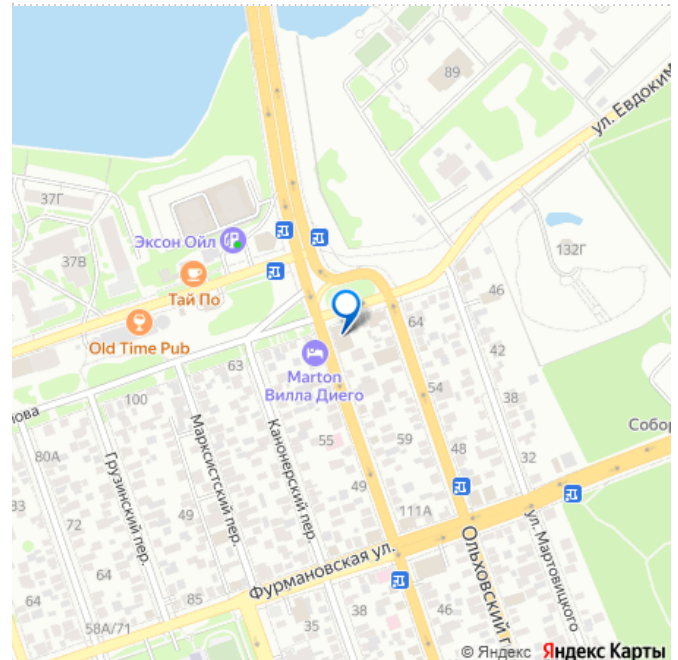 89
ул. Евдоким
37Г
Эксон Ойл
37В
132Г
Тай По
46
Old Time Pub
64
42
63
Marton
Вилла Диего
нова
100
54
38
Собор
80А
55
59
Марксистский пер.
Канонерский пер.
48
32
Грузинский пер.
49
33
49
111А
72
Фурмановская ул.
Ольховский п
ул. Мартовицкого
64
85
38
46
58А/71
35
© Яндекс Яндекс Карты